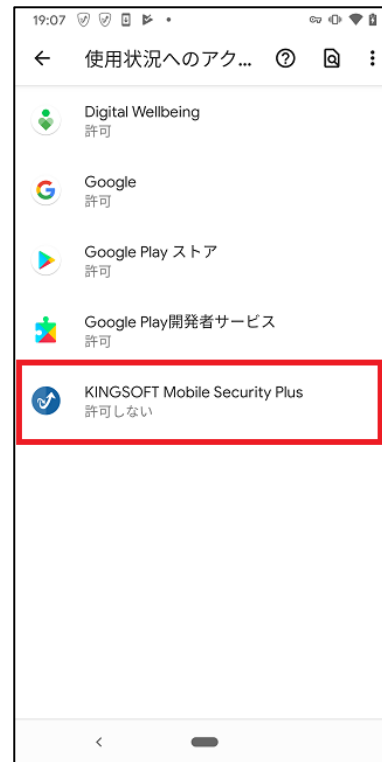 19:07
使用状況へのアク...
Digital Wellbeing
許可
Google
許可
Google Play ストア
許可
Google Play開発者サービス
許可
KINGSOFT Mobile Security Plus
許可しない